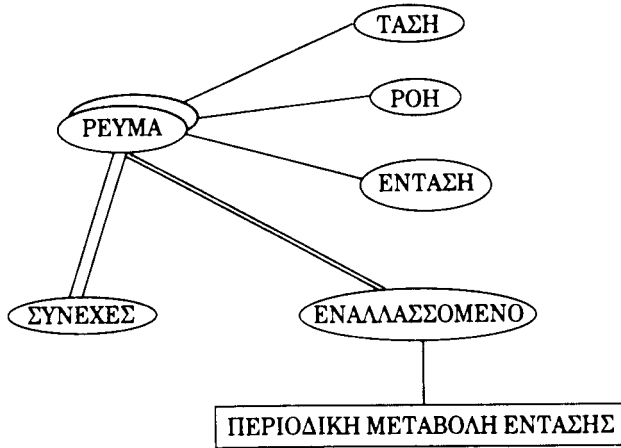 ΤΑΣΗ
ΡΟΗ
ΡΕΥΜΑ
ΕΝΤΑΣΗ
ΣΥΝΕΧΕΣ
ΕΝΑΛΛΑΣΣΟΜΕΝΟ
ΠΕΡΙΟΔΙΚΗ ΜΕΤΑΒΟΛΗ ΕΝΤΑΣΗΣ